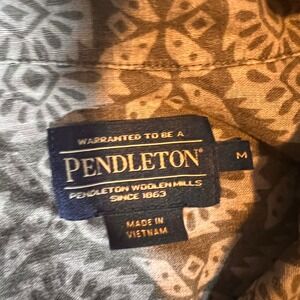 WARRANTED TO BE A
PENDLETON®
PENDLETON WOOLEN MILLS
SINCE 1863
M
MADE IN
VIETNAM